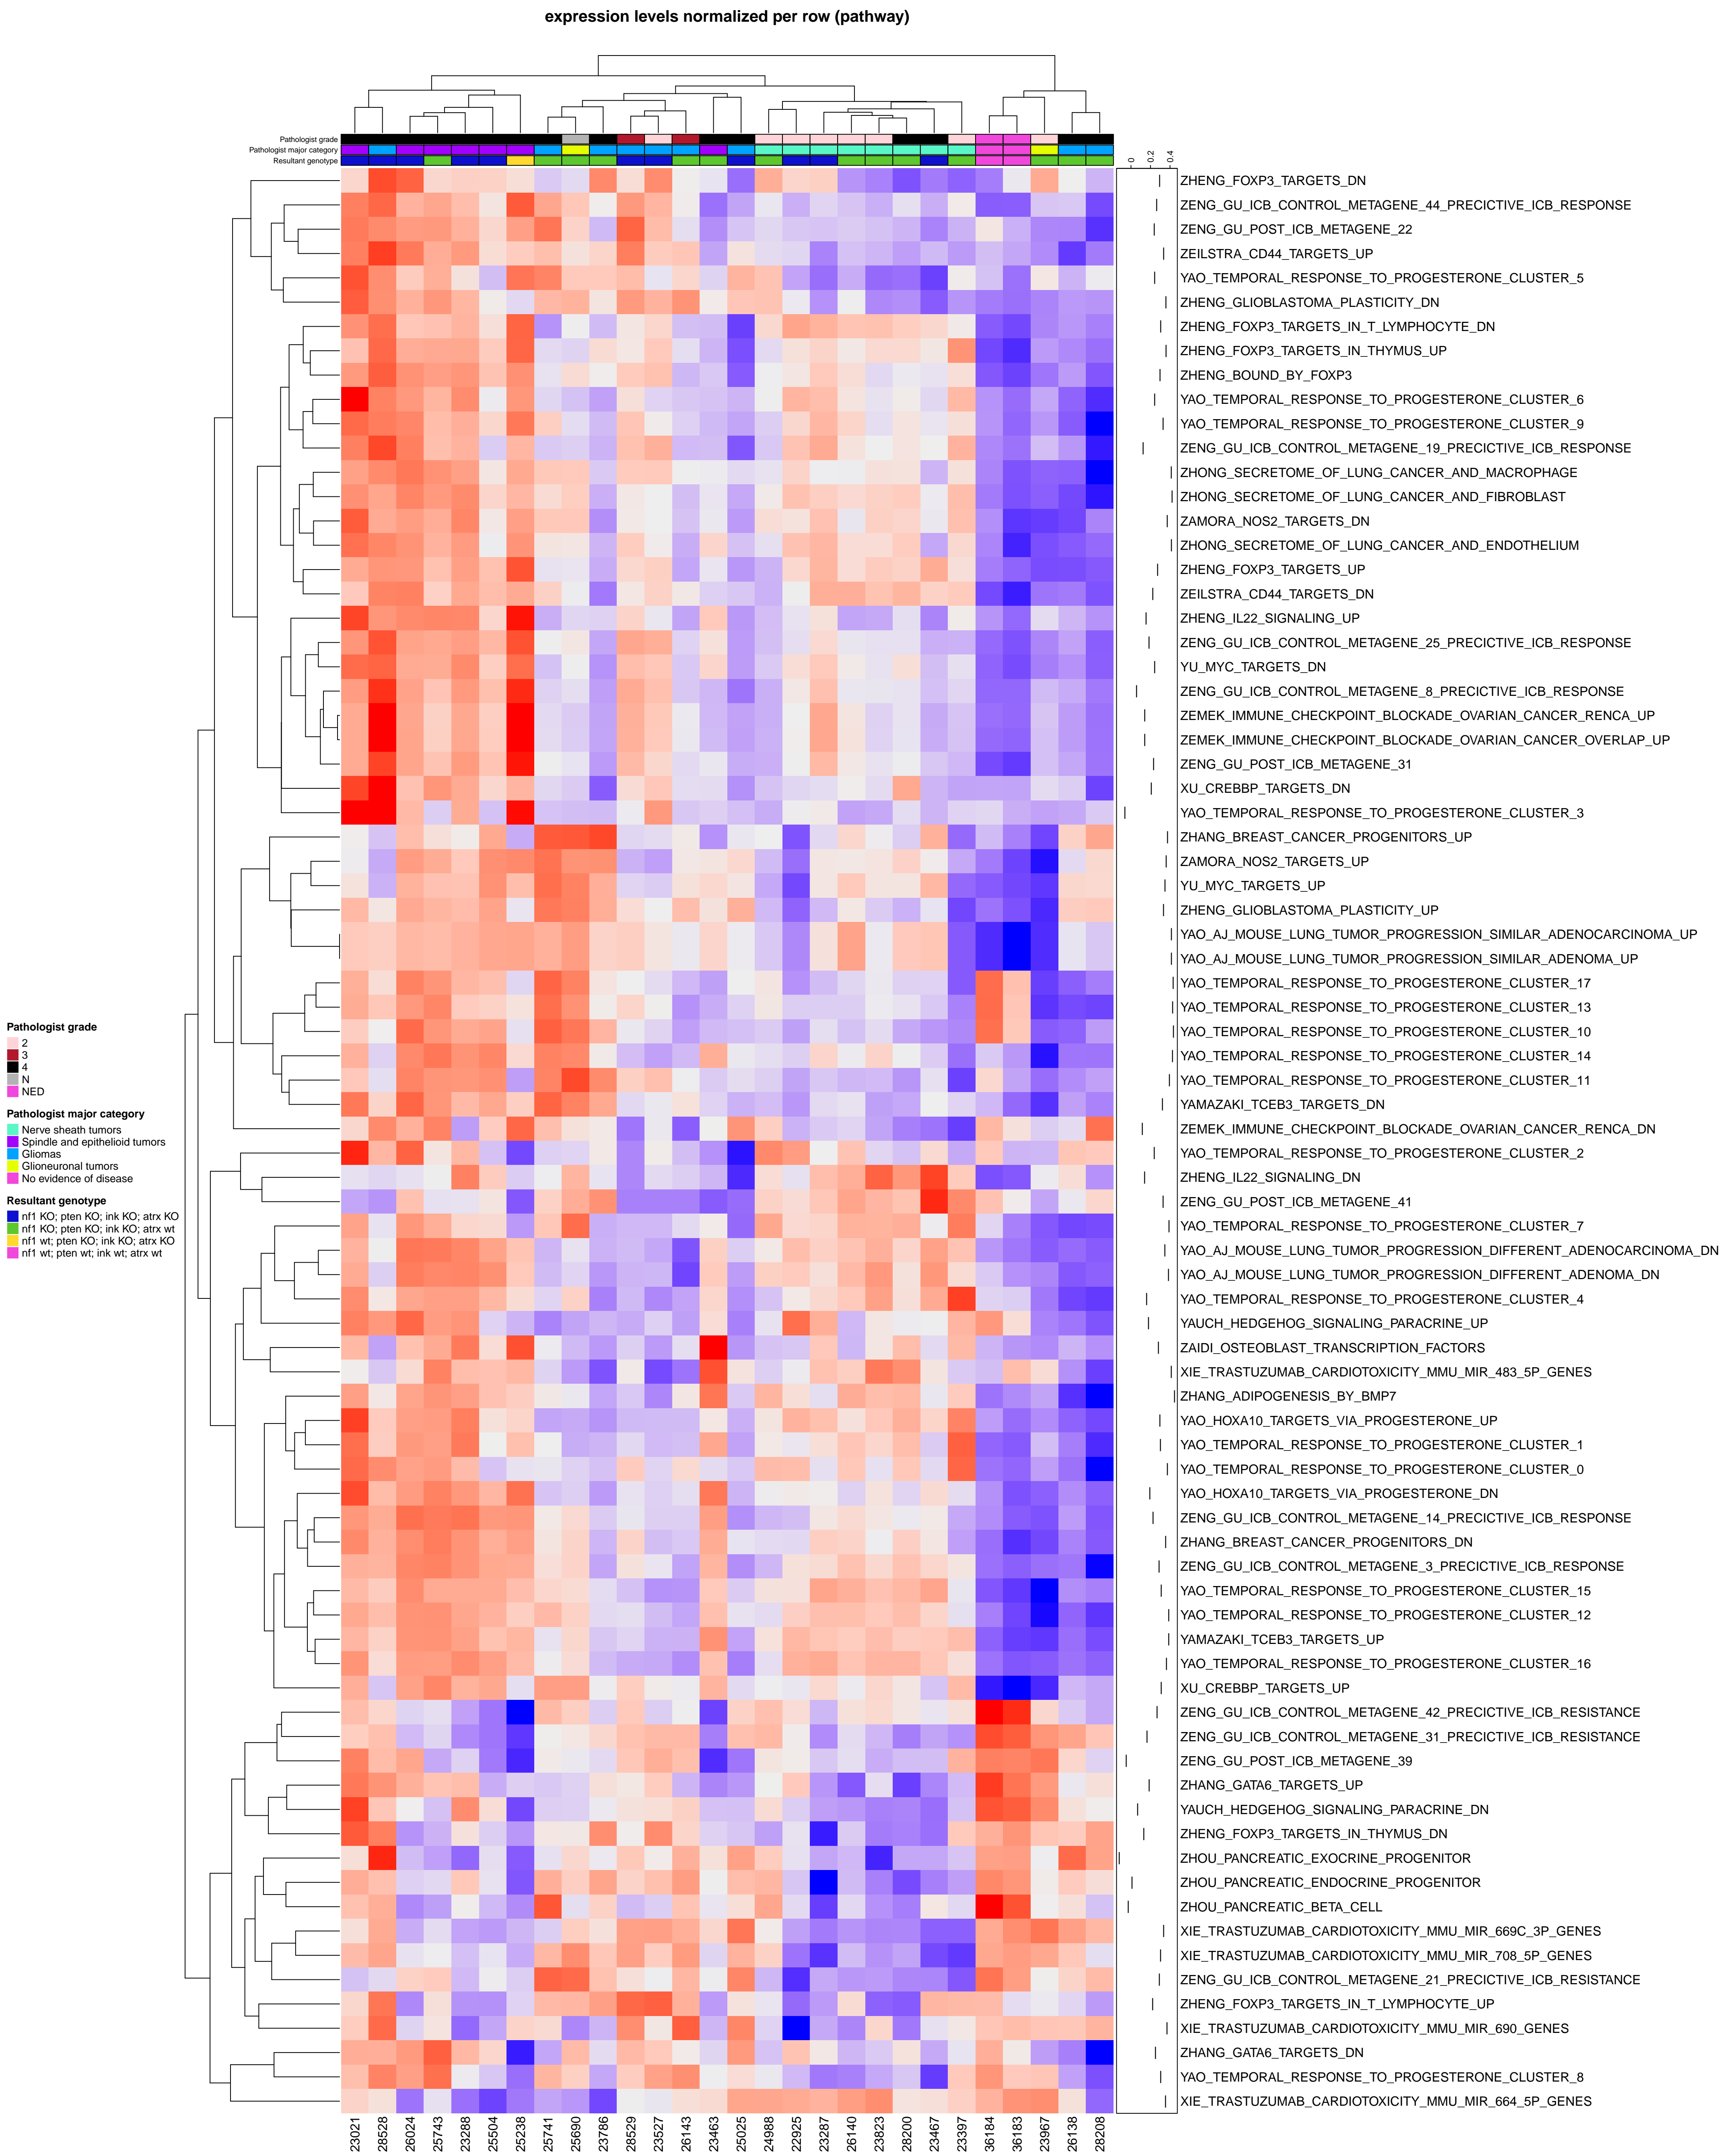 expression levels normalized per row (pathway)
Pathologist grade
Pathologist major category
Resultant genotype
0 0.2 0.4
ZHENG_FOXP3_TARGETS_DN
ZENG_GU_ICB_CONTROL_METAGENE_44_PRECICTIVE_ICB_RESPONSE
ZENG_GU_POST_ICB_METAGENE_22
ZEILSTRA_CD44_TARGETS_UP
YAO_TEMPORAL_RESPONSE_TO_PROGESTERONE_CLUSTER_5
ZHENG_GLIOBLASTOMA_PLASTICITY_DN
ZHENG_FOXP3_TARGETS_IN_T_LYMPHOCYTE_DN
ZHENG_FOXP3_TARGETS_IN_THYMUS_UP
ZHENG_BOUND_BY_FOXP3
YAO_TEMPORAL_RESPONSE_TO_PROGESTERONE_CLUSTER_6
YAO_TEMPORAL_RESPONSE_TO_PROGESTERONE_CLUSTER_9
ZENG_GU_ICB_CONTROL_METAGENE_19_PRECICTIVE_ICB_RESPONSE
ZHONG_SECRETOME_OF_LUNG_CANCER_AND_MACROPHAGE
ZHONG_SECRETOME_OF_LUNG_CANCER_AND_FIBROBLAST
ZAMORA_NOS2_TARGETS_DN
ZHONG_SECRETOME_OF_LUNG_CANCER_AND_ENDOTHELIUM
ZHENG_FOXP3_TARGETS_UP
ZEILSTRA_CD44_TARGETS_DN
ZHENG_IL22_SIGNALING_UP
ZENG_GU_ICB_CONTROL_METAGENE_25_PRECICTIVE_ICB_RESPONSE
YU_MYC_TARGETS_DN
ZENG_GU_ICB_CONTROL_METAGENE_8_PRECICTIVE_ICB_RESPONSE
ZEMEK_IMMUNE_CHECKPOINT_BLOCKADE_OVARIAN_CANCER_RENCA_UP
ZEMEK_IMMUNE_CHECKPOINT_BLOCKADE_OVARIAN_CANCER_OVERLAP_UP
ZENG_GU_POST_ICB_METAGENE_31
XU_CREBBP_TARGETS_DN
YAO_TEMPORAL_RESPONSE_TO_PROGESTERONE_CLUSTER_3
ZHANG_BREAST_CANCER_PROGENITORS_UP
ZAMORA_NOS2_TARGETS_UP
YU_MYC_TARGETS_UP
ZHENG_GLIOBLASTOMA_PLASTICITY_UP
YAO_AJ_MOUSE_LUNG_TUMOR_PROGRESSION_SIMILAR_ADENOCARCINOMA_UP
YAO_AJ_MOUSE_LUNG_TUMOR_PROGRESSION_SIMILAR_ADENOMA_UP
YAO_TEMPORAL_RESPONSE_TO_PROGESTERONE_CLUSTER_17
YAO_TEMPORAL_RESPONSE_TO_PROGESTERONE_CLUSTER_13
YAO_TEMPORAL_RESPONSE_TO_PROGESTERONE_CLUSTER_10
YAO_TEMPORAL_RESPONSE_TO_PROGESTERONE_CLUSTER_14
YAO_TEMPORAL_RESPONSE_TO_PROGESTERONE_CLUSTER_11
YAMAZAKI_TCEB3_TARGETS_DN
ZEMEK_IMMUNE_CHECKPOINT_BLOCKADE_OVARIAN_CANCER_RENCA_DN
YAO_TEMPORAL_RESPONSE_TO_PROGESTERONE_CLUSTER_2
ZHENG_IL22_SIGNALING_DN
ZENG_GU_POST_ICB_METAGENE_41
YAO_TEMPORAL_RESPONSE_TO_PROGESTERONE_CLUSTER_7
YAO_AJ_MOUSE_LUNG_TUMOR_PROGRESSION_DIFFERENT_ADENOCARCINOMA_DN
YAO_AJ_MOUSE_LUNG_TUMOR_PROGRESSION_DIFFERENT_ADENOMA_DN
YAO_TEMPORAL_RESPONSE_TO_PROGESTERONE_CLUSTER_4
YAUCH_HEDGEHOG_SIGNALING_PARACRINE_UP
ZAIDI_OSTEOBLAST_TRANSCRIPTION_FACTORS
XIE_TRASTUZUMAB_CARDIOTOXICITY_MMU_MIR_483_5P_GENES
ZHANG_ADIPOGENESIS_BY_BMP7
YAO_HOXA10_TARGETS_VIA_PROGESTERONE_UP
YAO_TEMPORAL_RESPONSE_TO_PROGESTERONE_CLUSTER_1
YAO_TEMPORAL_RESPONSE_TO_PROGESTERONE_CLUSTER_0
YAO_HOXA10_TARGETS_VIA_PROGESTERONE_DN
ZENG_GU_ICB_CONTROL_METAGENE_14_PRECICTIVE_ICB_RESPONSE
ZHANG_BREAST_CANCER_PROGENITORS_DN
ZENG_GU_ICB_CONTROL_METAGENE_3_PRECICTIVE_ICB_RESPONSE
YAO_TEMPORAL_RESPONSE_TO_PROGESTERONE_CLUSTER_15
YAO_TEMPORAL_RESPONSE_TO_PROGESTERONE_CLUSTER_12
YAMAZAKI_TCEB3_TARGETS_UP
YAO_TEMPORAL_RESPONSE_TO_PROGESTERONE_CLUSTER_16
XU_CREBBP_TARGETS_UP
ZENG_GU_ICB_CONTROL_METAGENE_42_PRECICTIVE_ICB_RESISTANCE
ZENG_GU_ICB_CONTROL_METAGENE_31_PRECICTIVE_ICB_RESISTANCE
ZENG_GU_POST_ICB_METAGENE_39
ZHANG_GATA6_TARGETS_UP
YAUCH_HEDGEHOG_SIGNALING_PARACRINE_DN
ZHENG_FOXP3_TARGETS_IN_THYMUS_DN
ZHOU_PANCREATIC_EXOCRINE_PROGENITOR
ZHOU_PANCREATIC_ENDOCRINE_PROGENITOR
ZHOU_PANCREATIC_BETA_CELL
XIE_TRASTUZUMAB_CARDIOTOXICITY_MMU_MIR_669C_3P_GENES
XIE_TRASTUZUMAB_CARDIOTOXICITY_MMU_MIR_708_5P_GENES
ZENG_GU_ICB_CONTROL_METAGENE_21_PRECICTIVE_ICB_RESISTANCE
ZHENG_FOXP3_TARGETS_IN_T_LYMPHOCYTE_UP
XIE_TRASTUZUMAB_CARDIOTOXICITY_MMU_MIR_690_GENES
ZHANG_GATA6_TARGETS_DN
YAO_TEMPORAL_RESPONSE_TO_PROGESTERONE_CLUSTER_8
XIE_TRASTUZUMAB_CARDIOTOXICITY_MMU_MIR_664_5P_GENES
Pathologist grade
2
3
4
N
NED
Pathologist major category
Nerve sheath tumors
Spindle and epithelioid tumors
Gliomas
Glioneuronal tumors
No evidence of disease
Resultant genotype
nf1 KO; pten KO; ink KO; atrx KO
nf1 KO; pten KO; ink KO; atrx wt
nf1 wt; pten KO; ink KO; atrx KO
nf1 wt; pten wt; ink wt; atrx wt
23021 28528 26024 25743 23288 25504 25238 25741 25690 23786 28529 23527 26143 23463 25025 24988 22925 23287 26140 23823 28200 23467 23397 36184 36183 23967 26138 28208